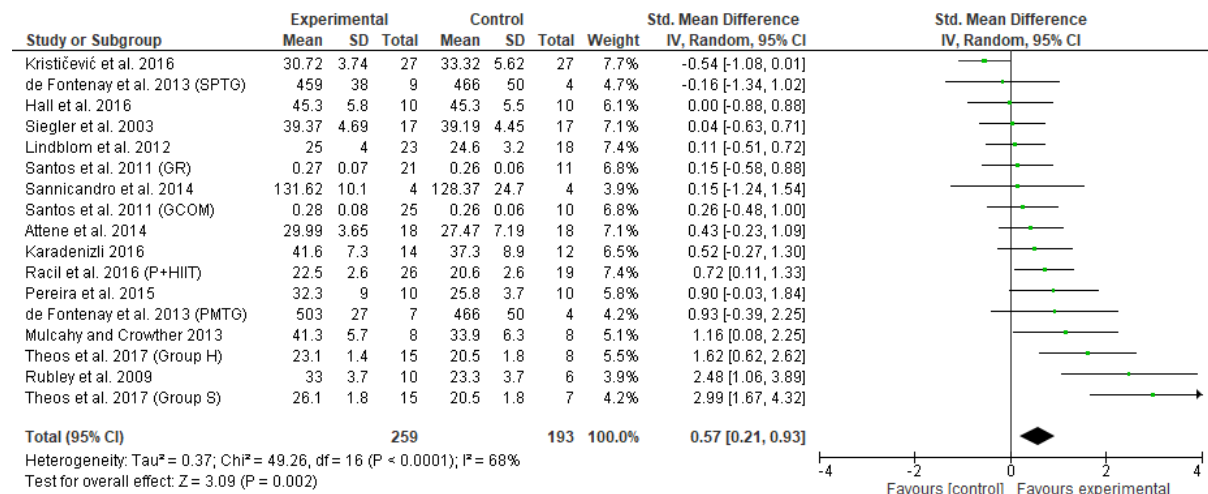 Experimental Control Std. Mean Difference Std. Mean Difference
Study or Subgroup Mean SD Total Mean SD Total Weight IV, Random, 95% CI IV, Random, 95% CI
Krističević et al. 2016 30.72 3.74 27 33.32 5.62 27 7.7% -0.54 [-1.08, 0.01]
de Fontenay et al. 2013 (SPTG) 459 38 9 466 50 4 4.7% -0.16 [-1.34, 1.02]
Hall et al. 2016 45.3 5.8 10 45.3 5.5 10 6.1% 0.00 [-0.88, 0.88]
Siegler et al. 2003 39.37 4.69 17 39.19 4.45 17 7.1% 0.04 [-0.63, 0.71]
Lindblom et al. 2012 25 4 23 24.6 3.2 18 7.4% 0.11 [-0.51, 0.72]
Santos et al. 2011 (GR) 0.27 0.07 21 0.26 0.06 11 6.8% 0.15 [-0.58, 0.88]
Sannicandro et al. 2014 131.62 10.1 4 128.37 24.7 4 3.9% 0.15 [-1.24, 1.54]
Santos et al. 2011 (GCOM) 0.28 0.08 25 0.26 0.06 10 6.8% 0.26 [-0.48, 1.00]
Attene et al. 2014 29.99 3.65 18 27.47 7.19 18 7.2% 0.43 [-0.23, 1.09]
Karadenizli 2016 41.6 7.3 14 37.3 8.9 12 6.5% 0.52 [-0.27, 1.30]
Racil et al. 2016 (P+HIIT) 22.5 2.6 26 20.6 2.6 19 7.4% 0.72 [0.11, 1.33]
Pereira et al. 2015 32.3 9 10 25.8 3.7 10 5.8% 0.90 [-0.03, 1.84]
de Fontenay et al. 2013 (PMTG) 503 27 7 466 50 4 4.2% 0.93 [-0.39, 2.25]
Mulcahy and Crowther 2013 41.3 5.7 8 33.9 6.3 8 5.1% 1.16 [0.08, 2.25]
Theos et al. 2017 (Group H) 23.1 1.4 15 20.5 1.8 8 5.5% 1.62 [0.62, 2.62]
Rubley et al. 2009 33 3.7 10 23.3 3.7 6 3.9% 2.48 [1.06, 3.89]
Theos et al. 2017 (Group S) 26.1 1.8 15 20.5 1.8 7 4.2% 2.99 [1.67, 4.32]
Total (95% CI) 259 193 100.0% 0.57 [0.21, 0.93]
Heterogeneity: Tau² = 0.37; Chi² = 49.26, df = 16 (P < 0.0001); I² = 68%
Test for overall effect: Z = 3.09 (P = 0.002)
-4 -2 0 2 4
Favours [control] Favours experimental